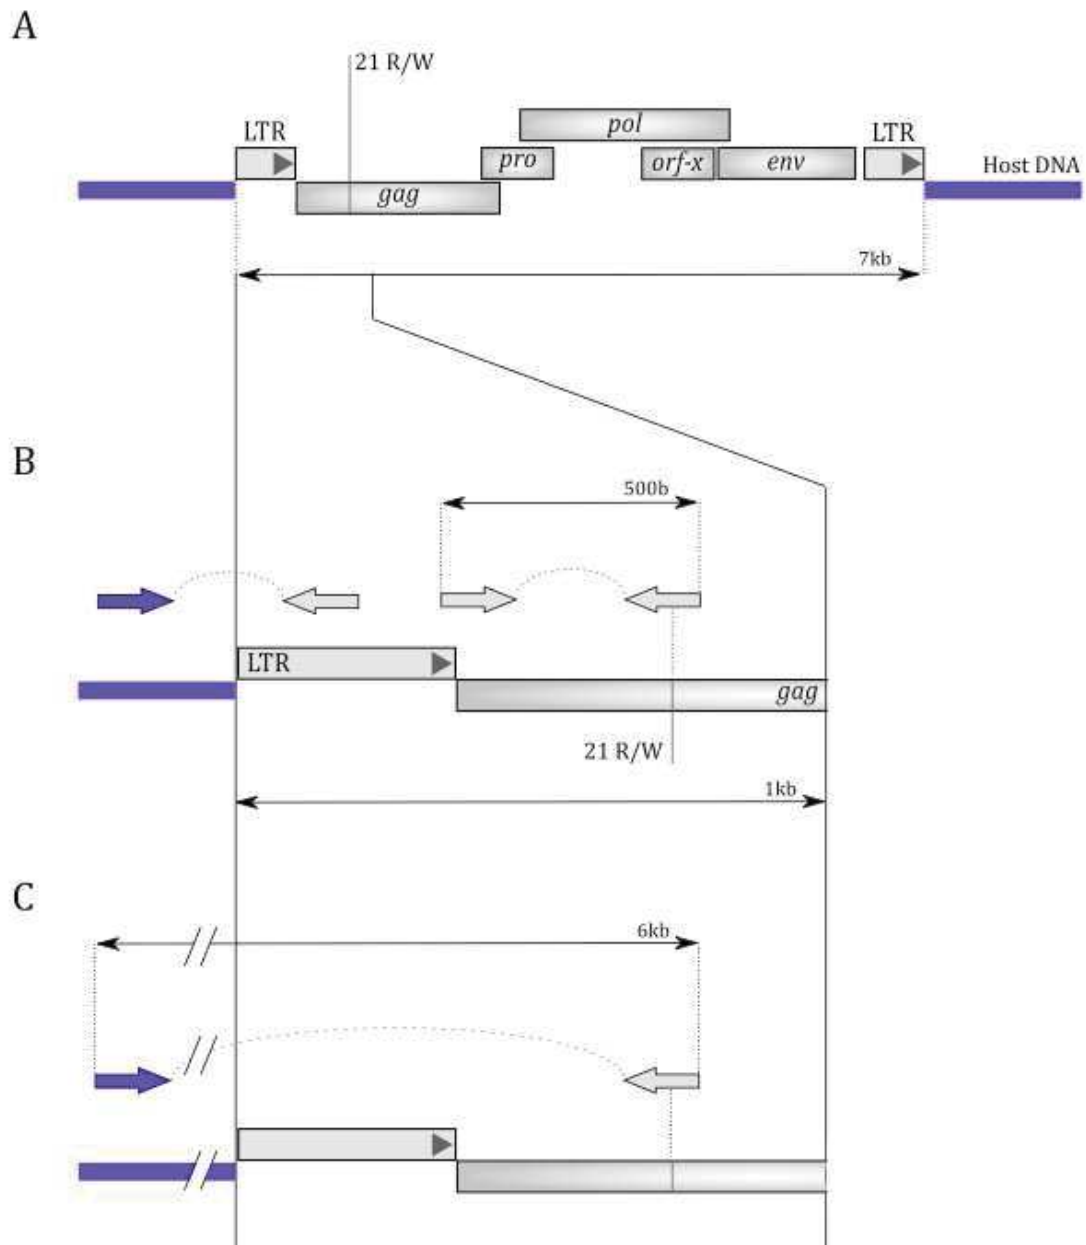 A
21 R/W
LTR
pol
LTR
pro
orf-x
env
Host DNA
gag
7kb
B
500b
LTR
gag
21 R/W
1kb
C
6kb